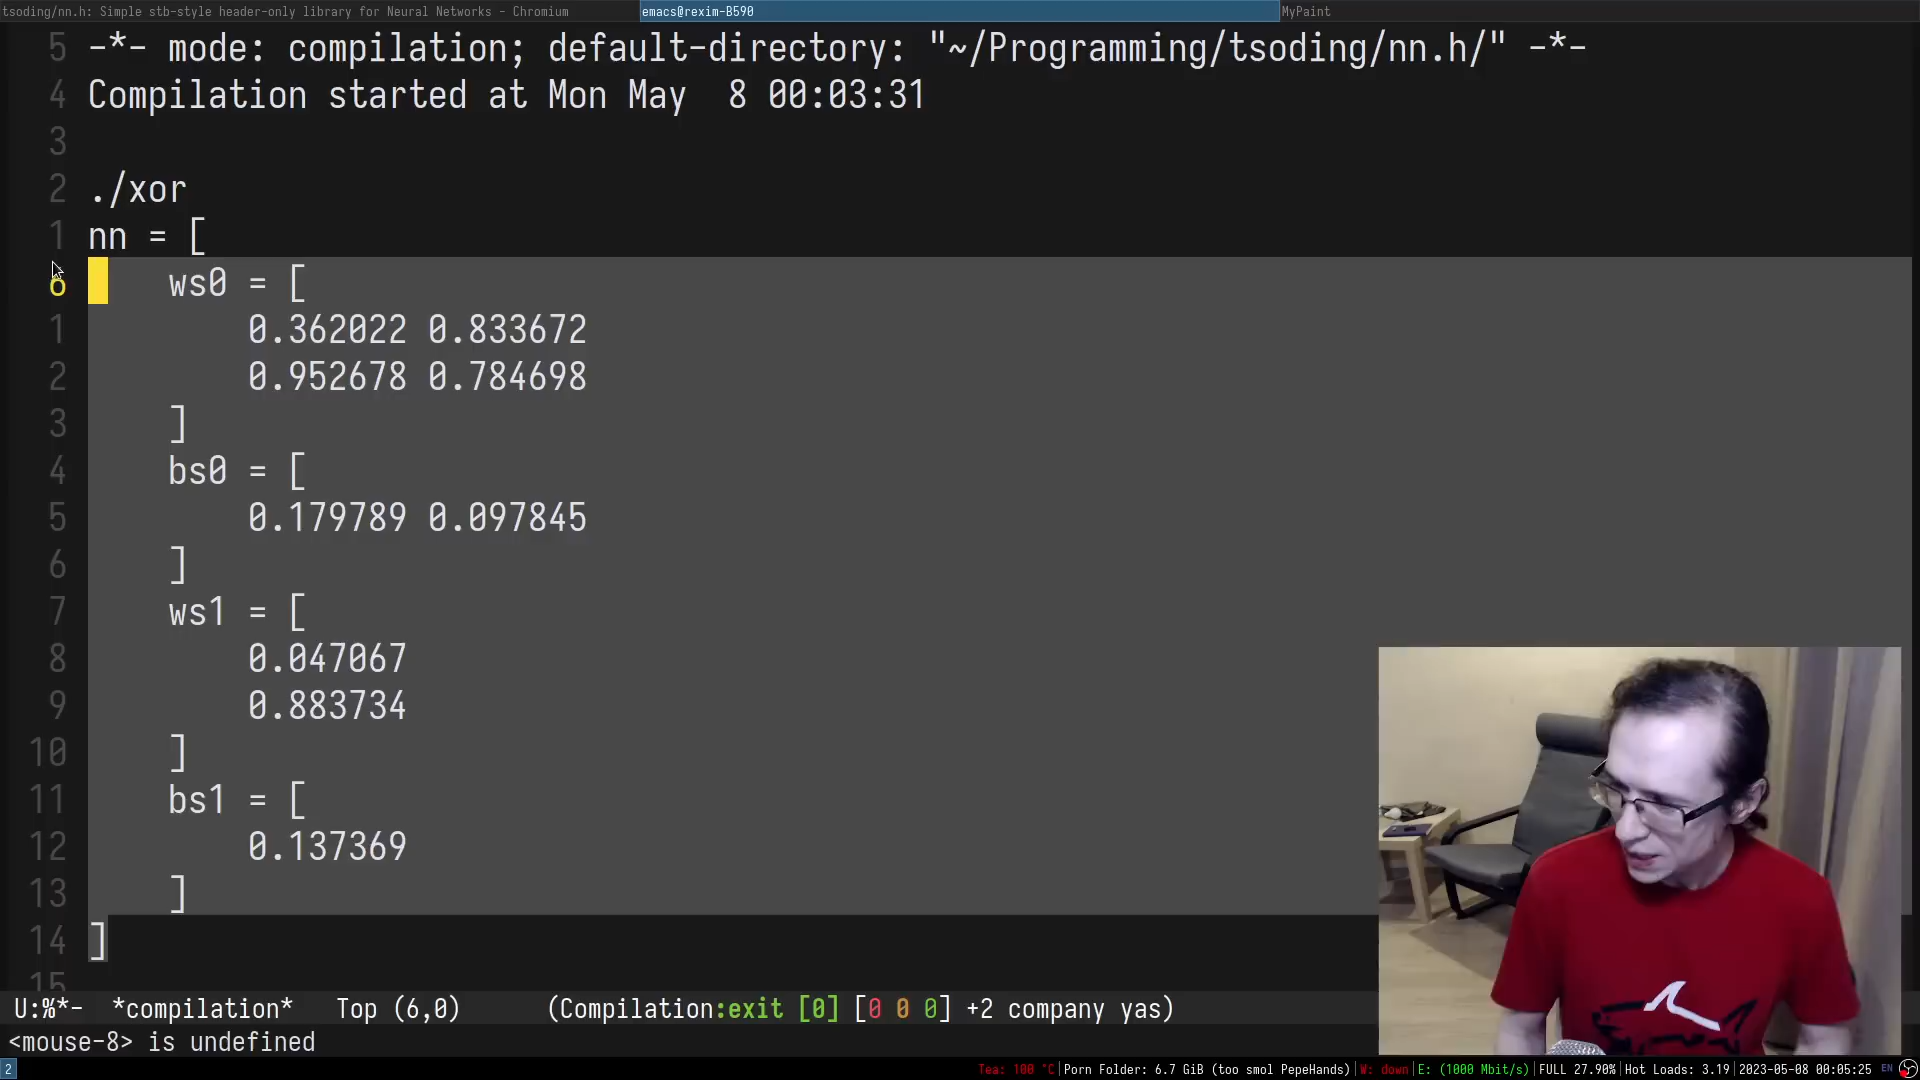 tsoding/nn.h: Simple stb-style header-only library for Neural Networks - Chromium
emacs@rexim-B590
MyPaint
5 -*- mode: compilation; default-directory: "~/Programming/tsoding/nn.h/" -*-
4 Compilation started at Mon May  8 00:03:31
3
2 ./xor
1 nn = [
6     ws0 = [
1         0.362022 0.833672
2         0.952678 0.784698
3     ]
4     bs0 = [
5         0.179789 0.097845
6     ]
7     ws1 = [
8         0.047067
9         0.883734
10     ]
11     bs1 = [
12         0.137369
13     ]
14 ]
15
U:%*-  *compilation*   Top (6,0)      (Compilation:exit [0] [0 0 0] +2 company yas)
<mouse-8> is undefined
2
Tea: 100 °C|Porn Folder: 6.7 GiB (too smol PepeHands)|W: down|E: (1000 Mbit/s)|FULL 27.90%|Hot Loads: 3.19|2023-05-08 00:05:25 EN